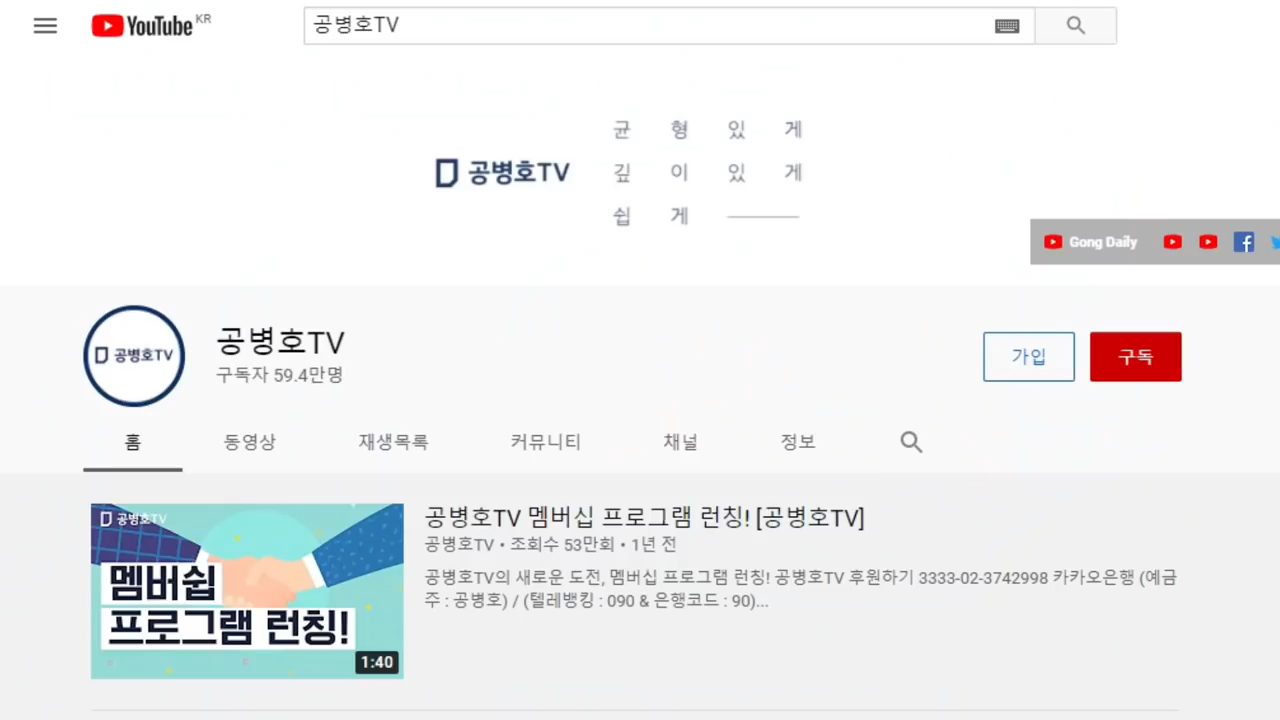 YouTube KR
공병호TV
공병호TV
균형있게
깊이있게
쉽게
Gong Daily
공병호TV
공병호TV
구독자 59.4만명
가입
구독
홈
동영상
재생목록
커뮤니티
채널
정보
공병호TV
멤버쉽
프로그램 런칭!
1:40
공병호TV 멤버십 프로그램 런칭! [공병호TV]
공병호TV • 조회수 53만회 • 1년 전
공병호TV의 새로운 도전, 멤버십 프로그램 런칭! 공병호TV 후원하기 3333-02-3742998 카카오은행 (예금
주 : 공병호) / (텔레뱅킹 : 090 & 은행코드 : 90)...